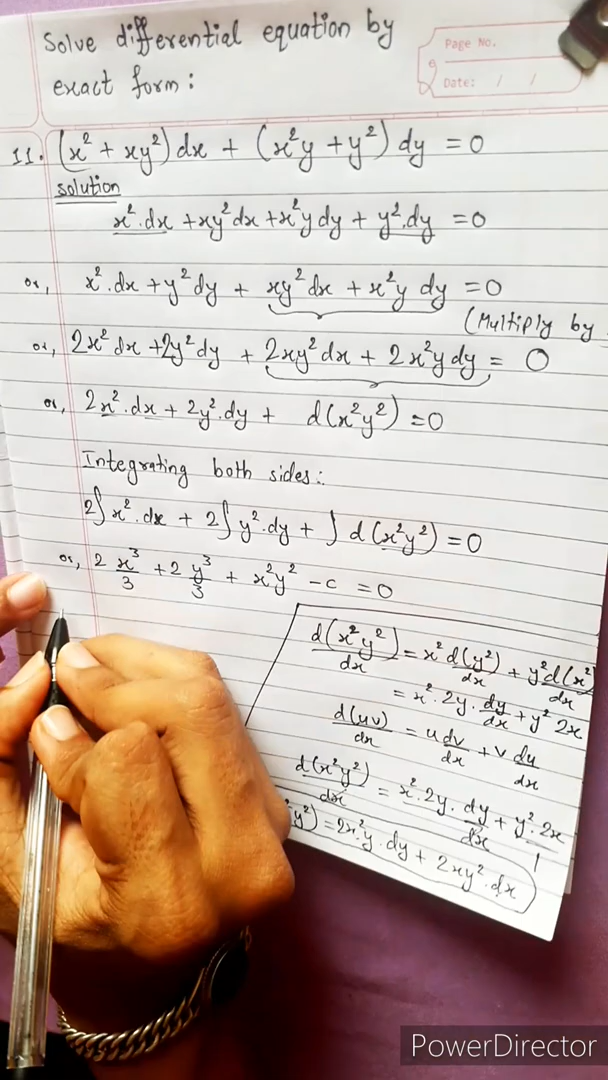 Solve differential equation by
exact form:
Page No.
Date: / /
11. (x² + xy²) dx + (x²y + y²) dy = 0
solution
x².dx + xy²dx + x²y dy + y².dy = 0
or, x².dx + y²dy + xy²dx + x²y dy = 0
(Multiply by
or, 2x²dx + 2y²dy + 2xy²dx + 2x²y dy = 0
or, 2x².dx + 2y².dy + d(x²y²) = 0
Integrating both sides:
2∫x².dx + 2∫y².dy + ∫d(x²y²) = 0
or, 2 x³/3 + 2 y³/3 + x²y² - c = 0
d(x²y²)/dx = x² d(y²)/dx + y² d(x²)/dx
= x².2y.dy/dx + y² 2x
d(uv)/dx = u dv/dx + v du/dx
d(x²y²)/dx = x².2y.dy/dx + y².2x
y²) = 2x²y.dy + 2xy².dx
PowerDirector